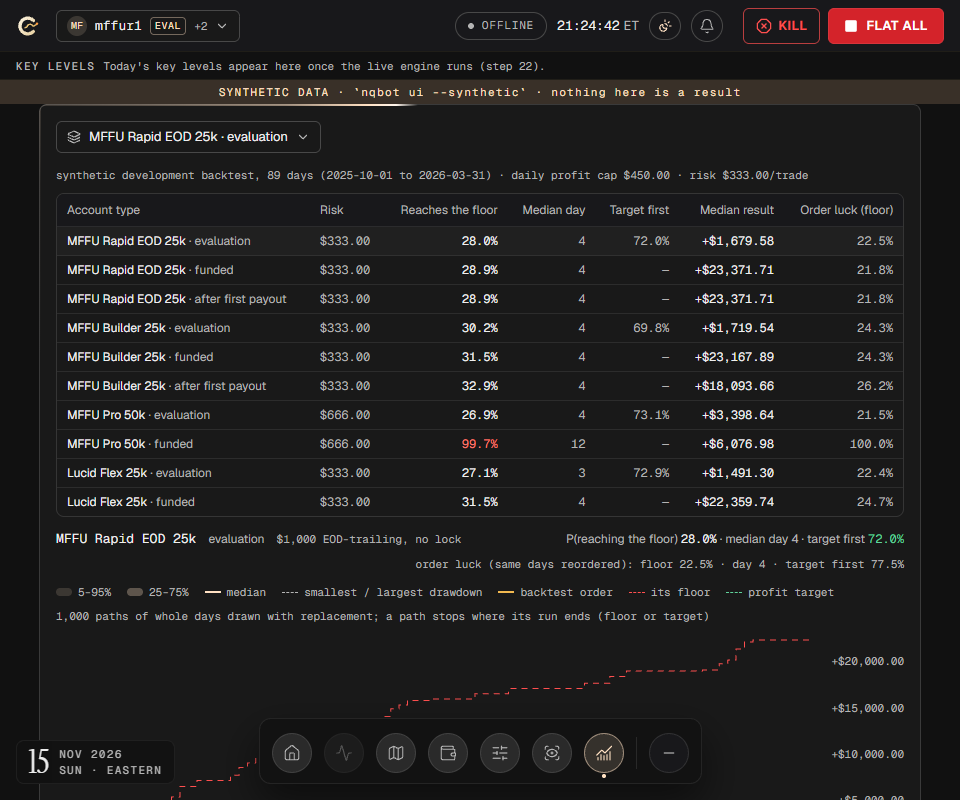 MF mffur1 EVAL +2 OFFLINE 21:24:42 ET KILL FLAT ALL
KEY LEVELS Today's key levels appear here once the live engine runs (step 22).
SYNTHETIC DATA · `nqbot ui --synthetic` · nothing here is a result
MFFU Rapid EOD 25k · evaluation
synthetic development backtest, 89 days (2025-10-01 to 2026-03-31) · daily profit cap $450.00 · risk $333.00/trade
Account type Risk Reaches the floor Median day Target first Median result Order luck (floor)
MFFU Rapid EOD 25k · evaluation $333.00 28.0% 4 72.0% +$1,679.58 22.5%
MFFU Rapid EOD 25k · funded $333.00 28.9% 4 – +$23,371.71 21.8%
MFFU Rapid EOD 25k · after first payout $333.00 28.9% 4 – +$23,371.71 21.8%
MFFU Builder 25k · evaluation $333.00 30.2% 4 69.8% +$1,719.54 24.3%
MFFU Builder 25k · funded $333.00 31.5% 4 – +$23,167.89 24.3%
MFFU Builder 25k · after first payout $333.00 32.9% 4 – +$18,093.66 26.2%
MFFU Pro 50k · evaluation $666.00 26.9% 4 73.1% +$3,398.64 21.5%
MFFU Pro 50k · funded $666.00 99.7% 12 – +$6,076.98 100.0%
Lucid Flex 25k · evaluation $333.00 27.1% 3 72.9% +$1,491.30 22.4%
Lucid Flex 25k · funded $333.00 31.5% 4 – +$22,359.74 24.7%
MFFU Rapid EOD 25k evaluation $1,000 EOD-trailing, no lock P(reaching the floor) 28.0% · median day 4 · target first 72.0%
order luck (same days reordered): floor 22.5% · day 4 · target first 77.5%
5–95% 25–75% median smallest / largest drawdown backtest order its floor profit target
1,000 paths of whole days drawn with replacement; a path stops where its run ends (floor or target)
+$20,000.00
+$15,000.00
+$10,000.00
15 NOV 2026
SUN · EASTERN
+$5,000.00